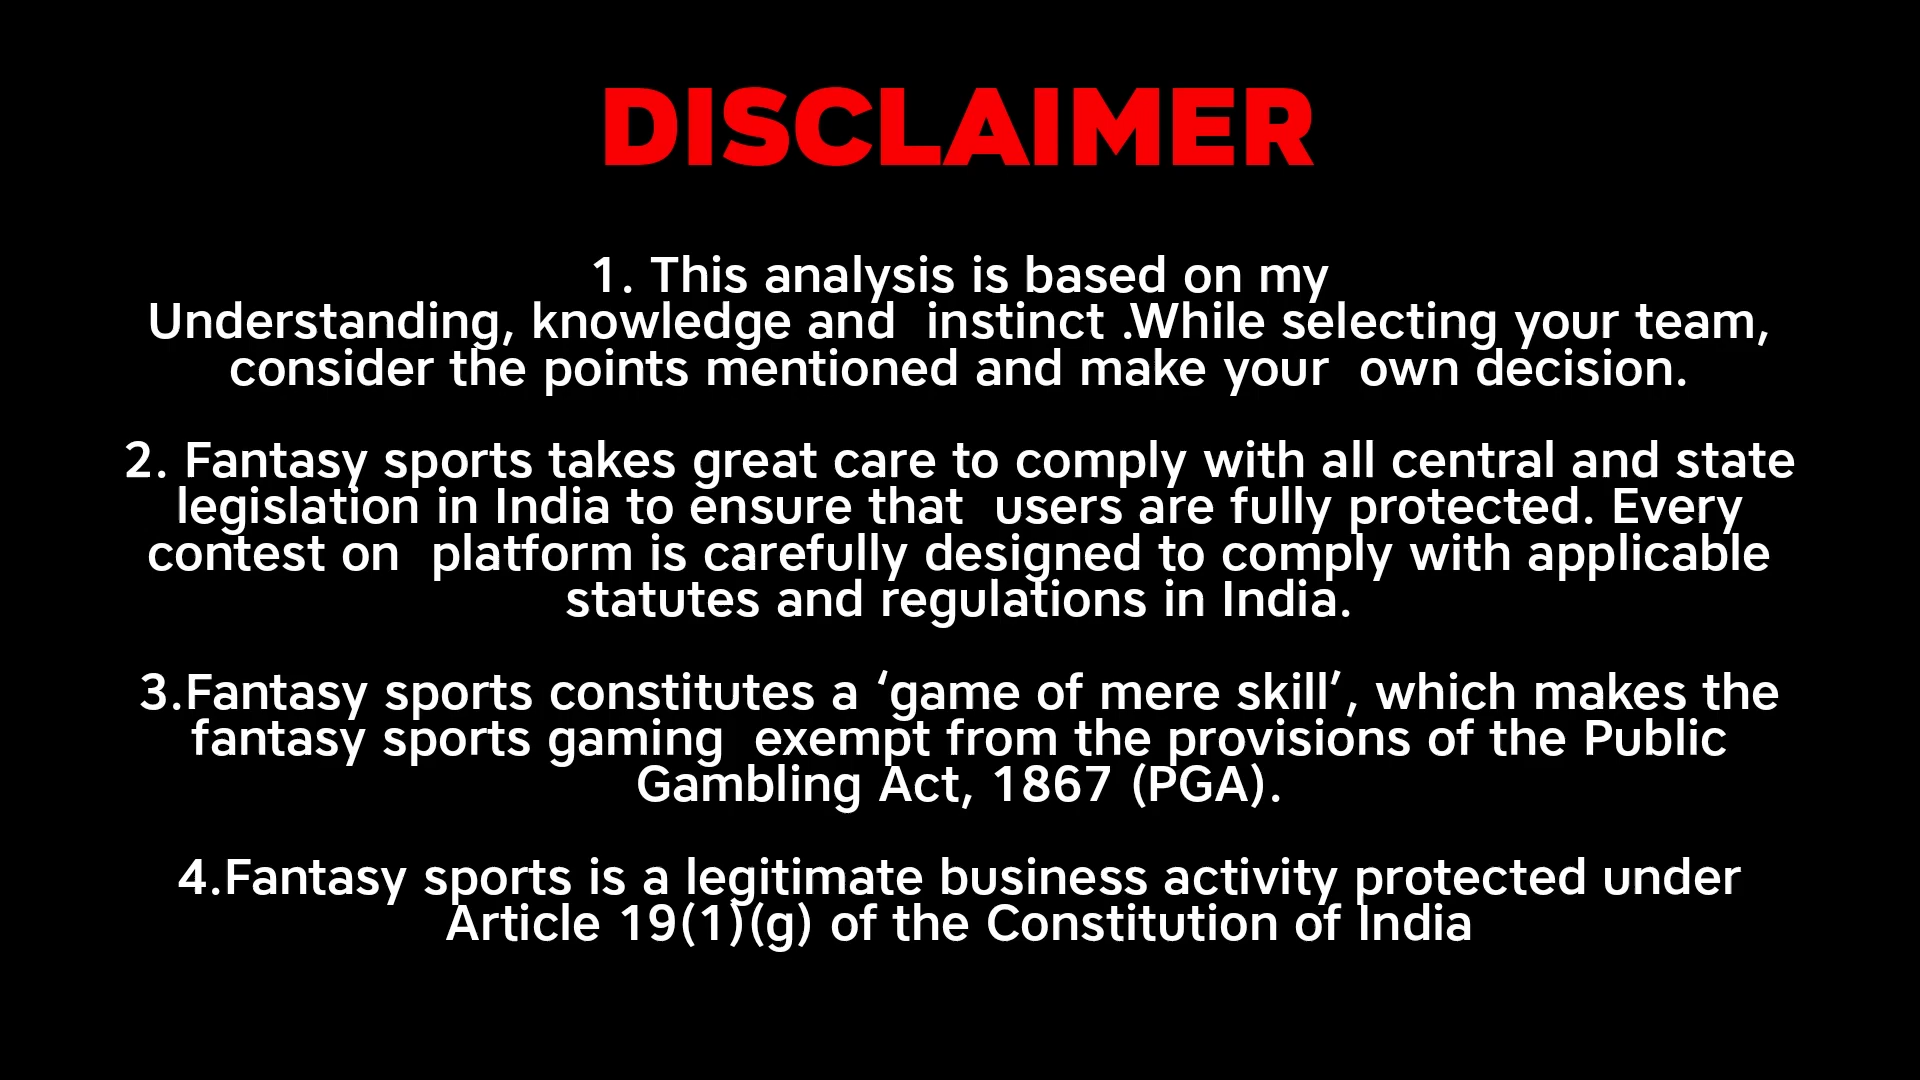 DISCLAIMER
1. This analysis is based on my
Understanding, knowledge and  instinct .While selecting your team,
consider the points mentioned and make your  own decision.
2. Fantasy sports takes great care to comply with all central and state
legislation in India to ensure that  users are fully protected. Every
contest on  platform is carefully designed to comply with applicable
statutes and regulations in India.
3.Fantasy sports constitutes a ‘game of mere skill’, which makes the
fantasy sports gaming  exempt from the provisions of the Public
Gambling Act, 1867 (PGA).
4.Fantasy sports is a legitimate business activity protected under
Article 19(1)(g) of the Constitution of India